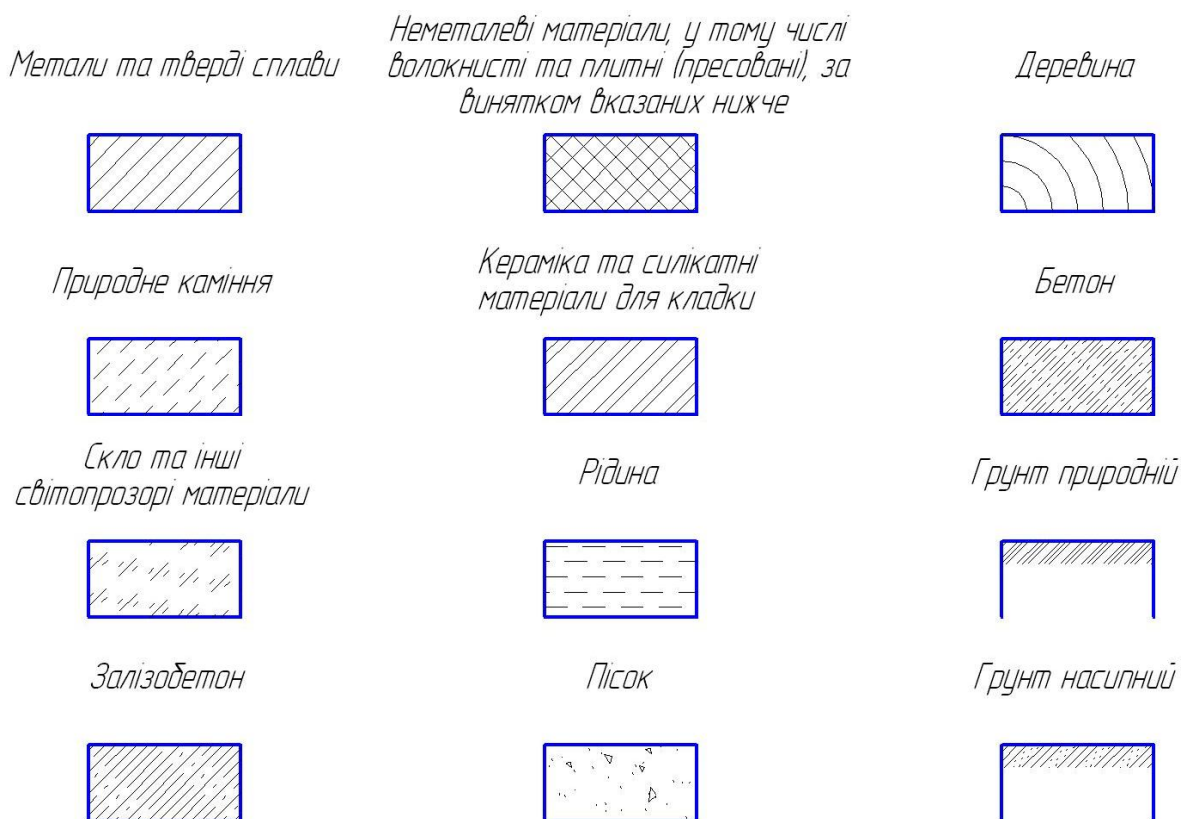 Метали та тверді сплави
Неметалеві матеріали, у тому числі
волокнисті та плитні (пресовані), за
винятком вказаних нижче
Деревина
Природне каміння
Кераміка та силікатні
матеріали для кладки
Бетон
Скло та інші
світопрозорі матеріали
Рідина
Грунт природній
Залізобетон
Пісок
Грунт насипний